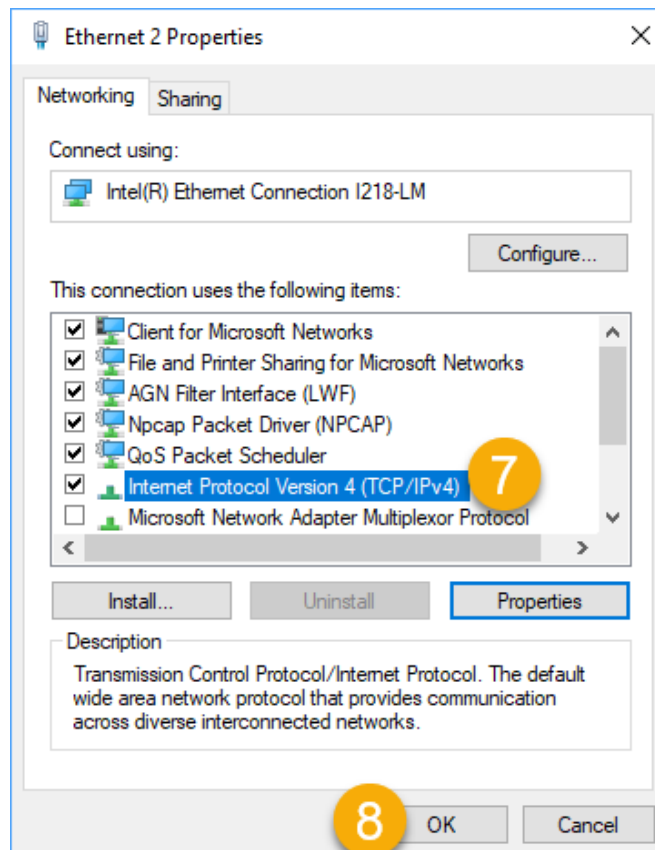 Ethernet 2 Properties
Networking
Sharing
Connect using:
Intel(R) Ethernet Connection I218-LM
Configure...
This connection uses the following items:
Client for Microsoft Networks
File and Printer Sharing for Microsoft Networks
AGN Filter Interface (LWF)
Npcap Packet Driver (NPCAP)
QoS Packet Scheduler
Internet Protocol Version 4 (TCP/IPv4)
7
Microsoft Network Adapter Multiplexor Protocol
Install...
Uninstall
Properties
Description
Transmission Control Protocol/Internet Protocol. The default
wide area network protocol that provides communication
across diverse interconnected networks.
8
OK
Cancel